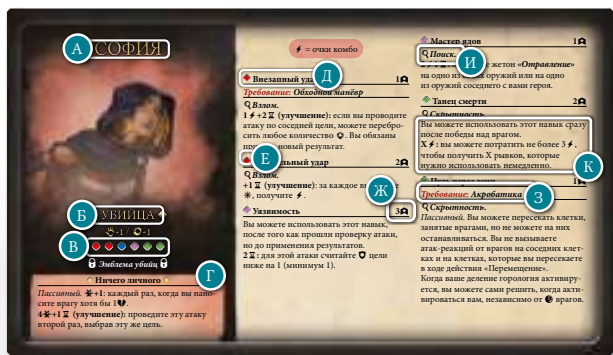 А
СОФИЯ
Б
УБИЙЦА
-1 / -1
В
Эмблема убийц
Г
Ничего личного
Пассивный. +1: каждый раз, когда вы нано-
сите врагу хотя бы 1.
4+1 (улучшение): проведите эту атаку
второй раз, выбрав эту же цель.
= очки комбо
Д
Внезапный 1
Требование: Обходной манёвр
Взлом.
1 +2 (улучшение): если вы проводите
атаку по соседней цели, можете перебро-
сить любое количество . Вы обязаны
новый результат.
Е
удар 2
Взлом.
+1 (улучшение): за каждое
, получите .
Ж
Уязвимость 3
Вы можете использовать этот навык,
после того как прошли проверку атаки,
но до применения результатов.
2 : для этой атаки считайте цели
ниже на 1 (минимум 1).
Мастер ядов 1
И
Поиск.
жетон «Отравление»
на одно из оружий или на одно
из оружий соседнего с вами героя.
Танец смерти 2
Скрытность.
Вы можете использовать этот навык сразу
после победы над врагом.
X : вы можете потратить не более 3 ,
чтобы получить X рывков, которые
нужно использовать немедленно.
К
1
З
Требование: Акробатика
Скрытность.
Пассивный. Вы можете пересекать клетки,
занятые врагами, но не можете на них
останавливаться. Вы не вызываете
атак-реакций от врагов на соседних клет-
ках и на клетках, которые вы пересекаете
в ходе действия «Перемещение».
Когда ваше деление горология активиру-
ется, вы можете сами решить, когда акти-
вироваться вам, независимо от врагов.